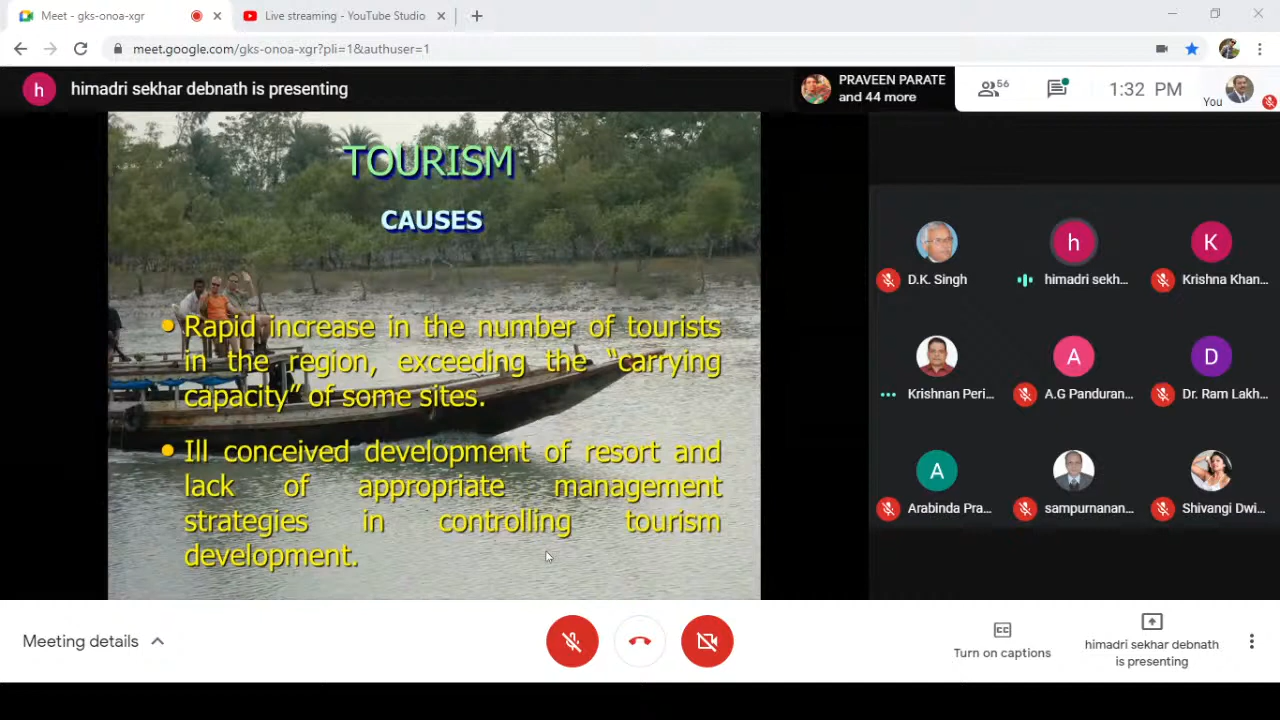 Meet - gks-onoa-xgr
Live streaming - YouTube Studio
meet.google.com/gks-onoa-xgr?pli=1&authuser=1
h
himadri sekhar debnath is presenting
PRAVEEN PARATE
and 44 more
56
1:32 PM
You
TOURISM
CAUSES
Rapid increase in the number of tourists
in the region, exceeding the “carrying
capacity” of some sites.
Ill conceived development of resort and
lack of appropriate management
strategies in controlling tourism
development.
h
K
D.K. Singh
himadri sekh...
Krishna Khan...
A
D
Krishnan Peri...
A.G Panduran...
Dr. Ram Lakh...
A
Arabinda Pra...
sampurnanan...
Shivangi Dwi...
Meeting details
CC
Turn on captions
himadri sekhar debnath
is presenting